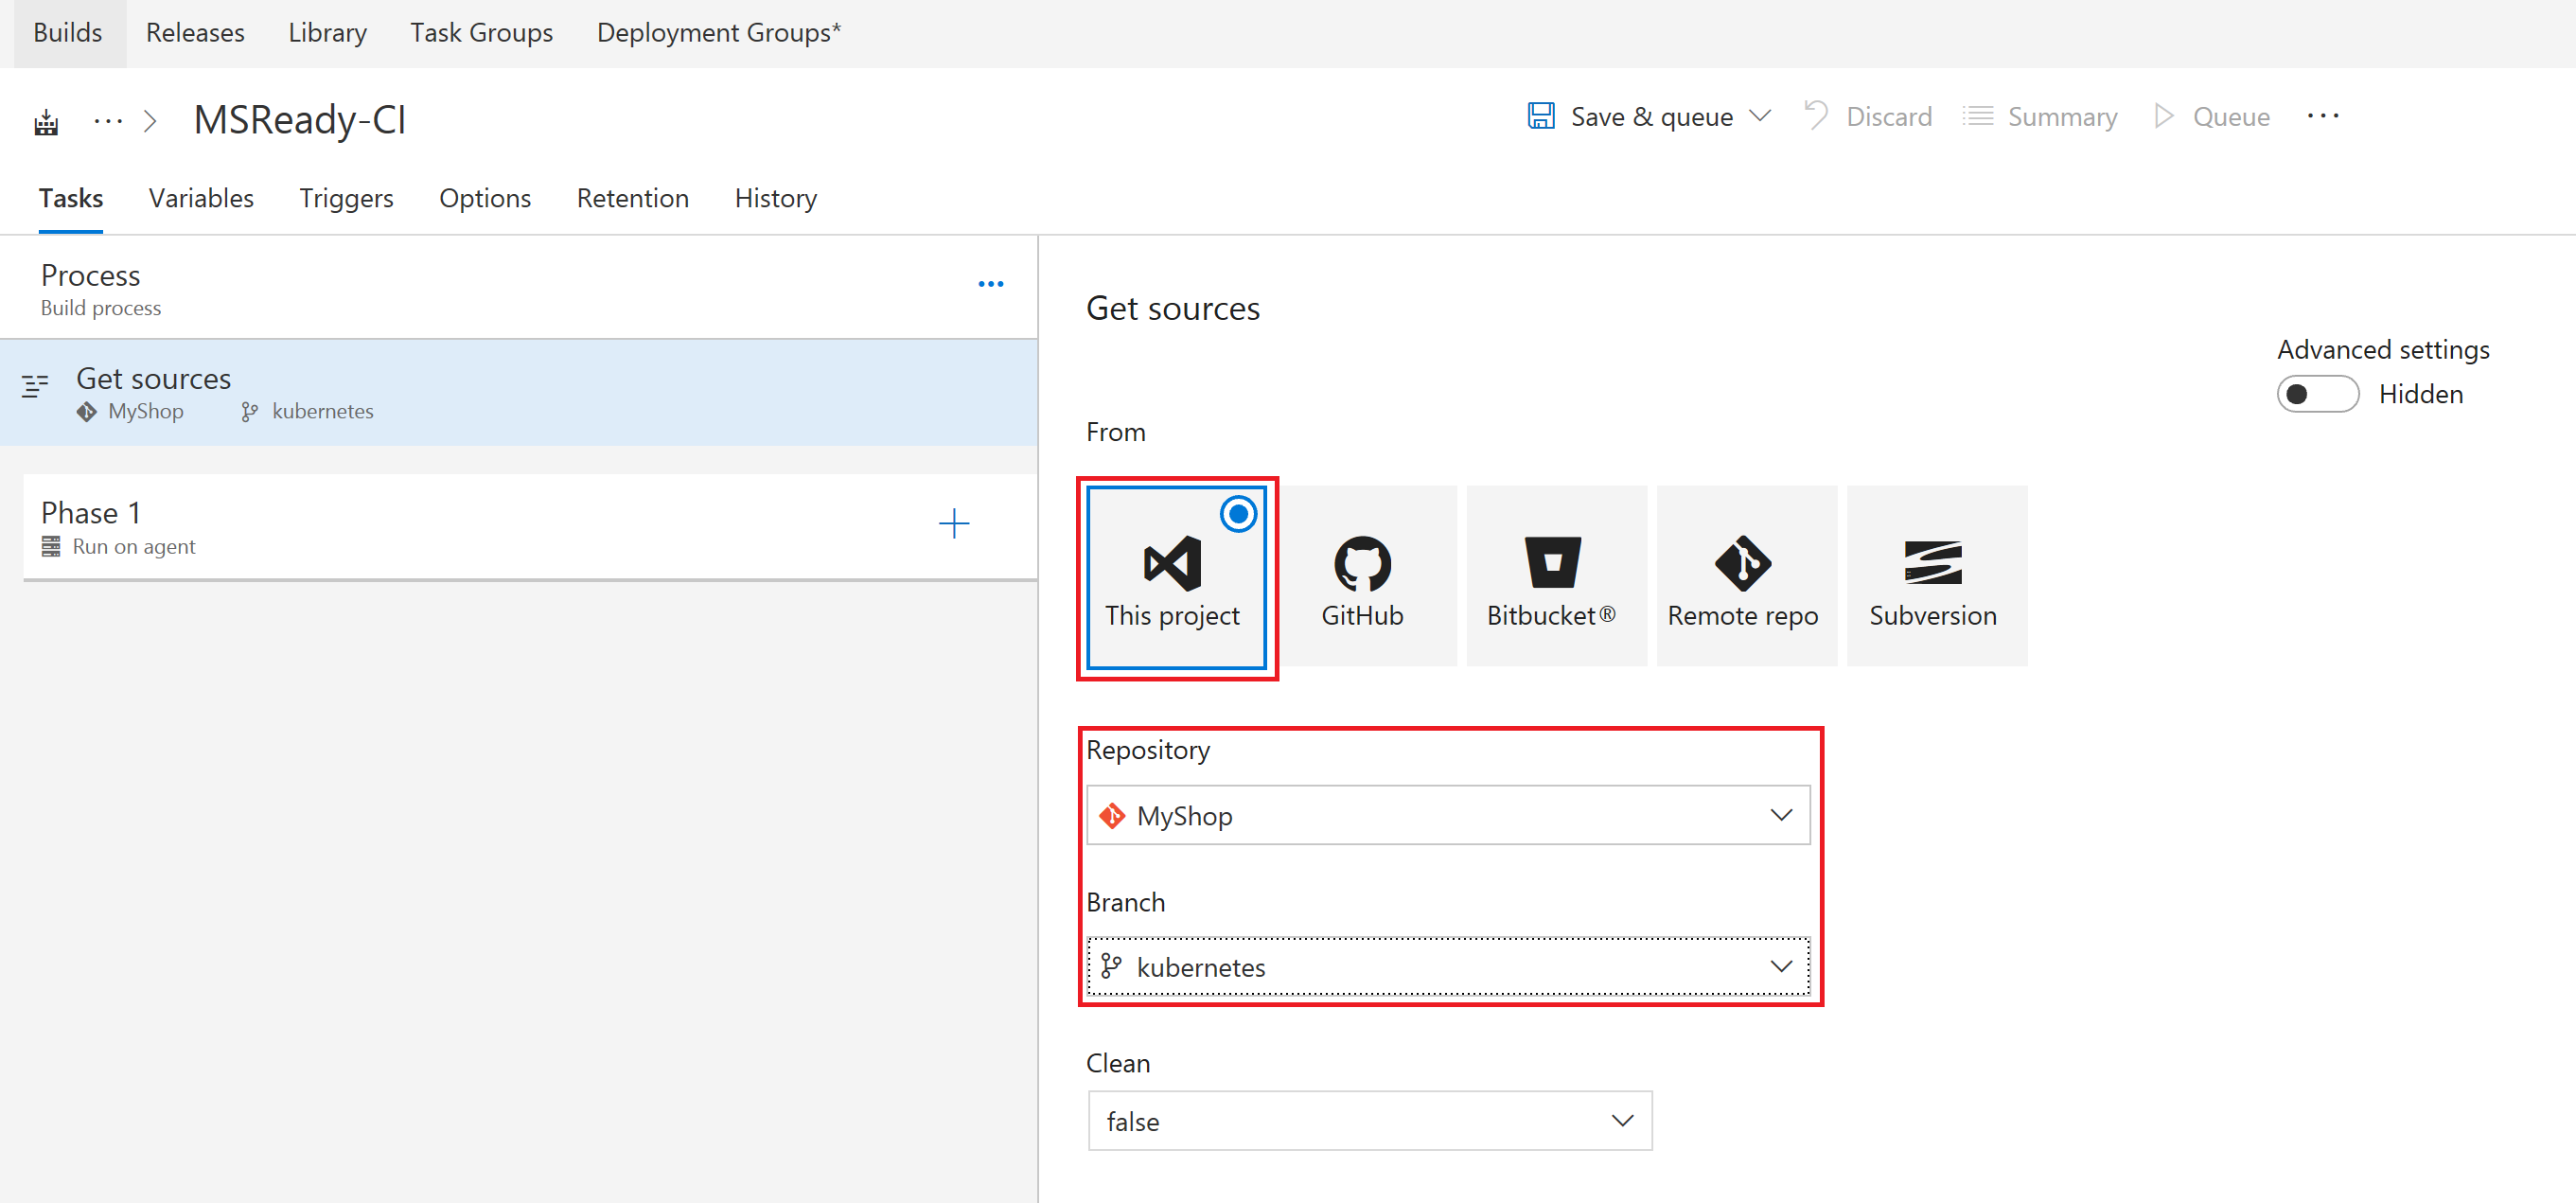 Builds Releases Library Task Groups Deployment Groups*
··· MSReady-CI Save & queue Discard Summary Queue ···
Tasks Variables Triggers Options Retention History
Process
Build process
Get sources
MyShop kubernetes
Phase 1
Run on agent
Get sources
Advanced settings
Hidden
From
This project GitHub Bitbucket® Remote repo Subversion
Repository
MyShop
Branch
kubernetes
Clean
false